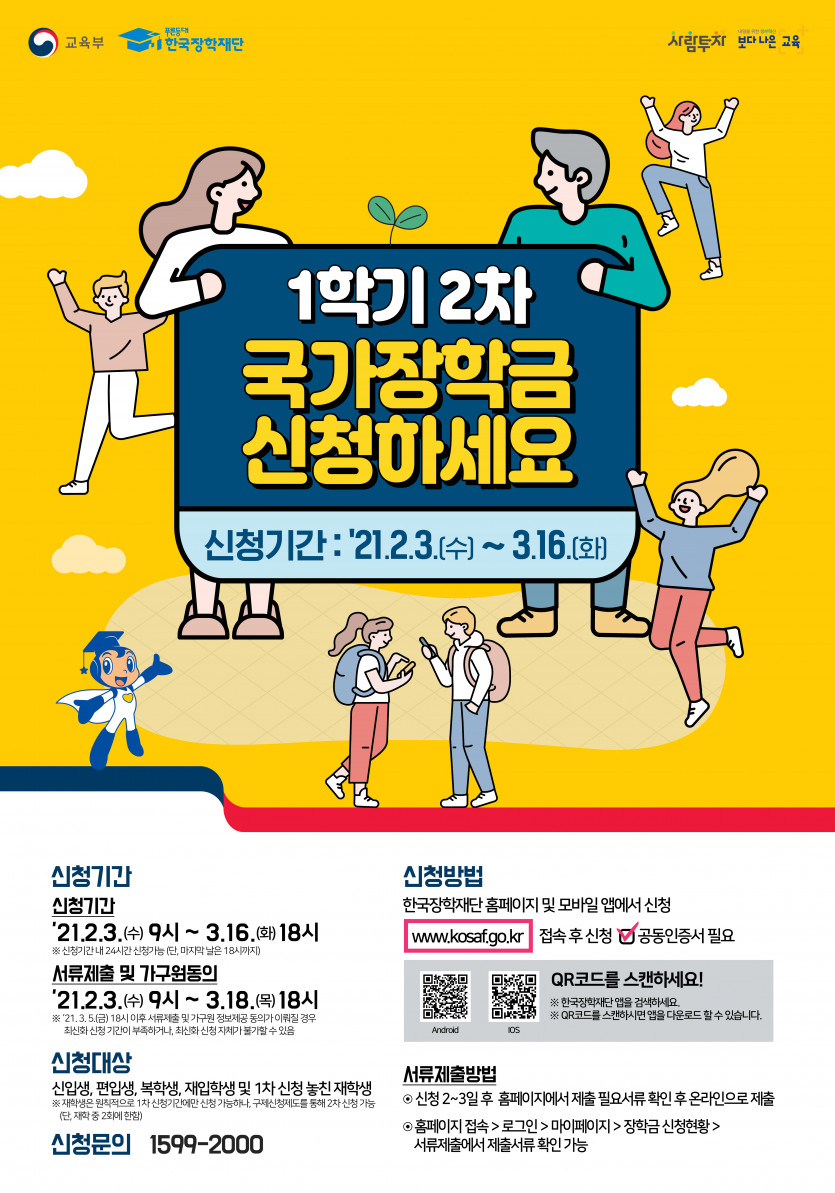 교육부
푸른등대
한국장학재단
사람투자
보다 나은 교육
1학기 2차
국가장학금
신청하세요
신청기간 : '21.2.3.(수) ~ 3.16.(화)
신청기간
신청기간
'21.2.3.(수) 9시 ~ 3.16.(화) 18시
※ 신청기간 내 24시간 신청가능 (단, 마지막 날은 18시까지)
서류제출 및 가구원동의
'21.2.3.(수) 9시 ~ 3.18.(목) 18시
※ '21. 3. 5.(금) 18시 이후 서류제출 및 가구원 정보제공 동의가 이뤄질 경우
최신화 신청 기간이 부족하거나, 최신화 신청 자체가 불가할 수 있음
신청대상
신입생, 편입생, 복학생, 재입학생 및 1차 신청 놓친 재학생
※ 재학생은 원칙적으로 1차 신청기간에만 신청 가능하나, 구제신청제도를 통해 2차 신청 가능
(단, 재학 중 2회에 한함)
신청문의 1599-2000
신청방법
한국장학재단 홈페이지 및 모바일 앱에서 신청
www.kosaf.go.kr 접속 후 신청 공동인증서 필요
QR코드를 스캔하세요!
※ 한국장학재단 앱을 검색하세요.
※ QR코드를 스캔하시면 앱을 다운로드 할 수 있습니다.
Android
IOS
서류제출방법
신청 2~3일 후 홈페이지에서 제출 필요서류 확인 후 온라인으로 제출
홈페이지 접속 > 로그인 > 마이페이지 > 장학금 신청현황 >
서류제출에서 제출서류 확인 가능